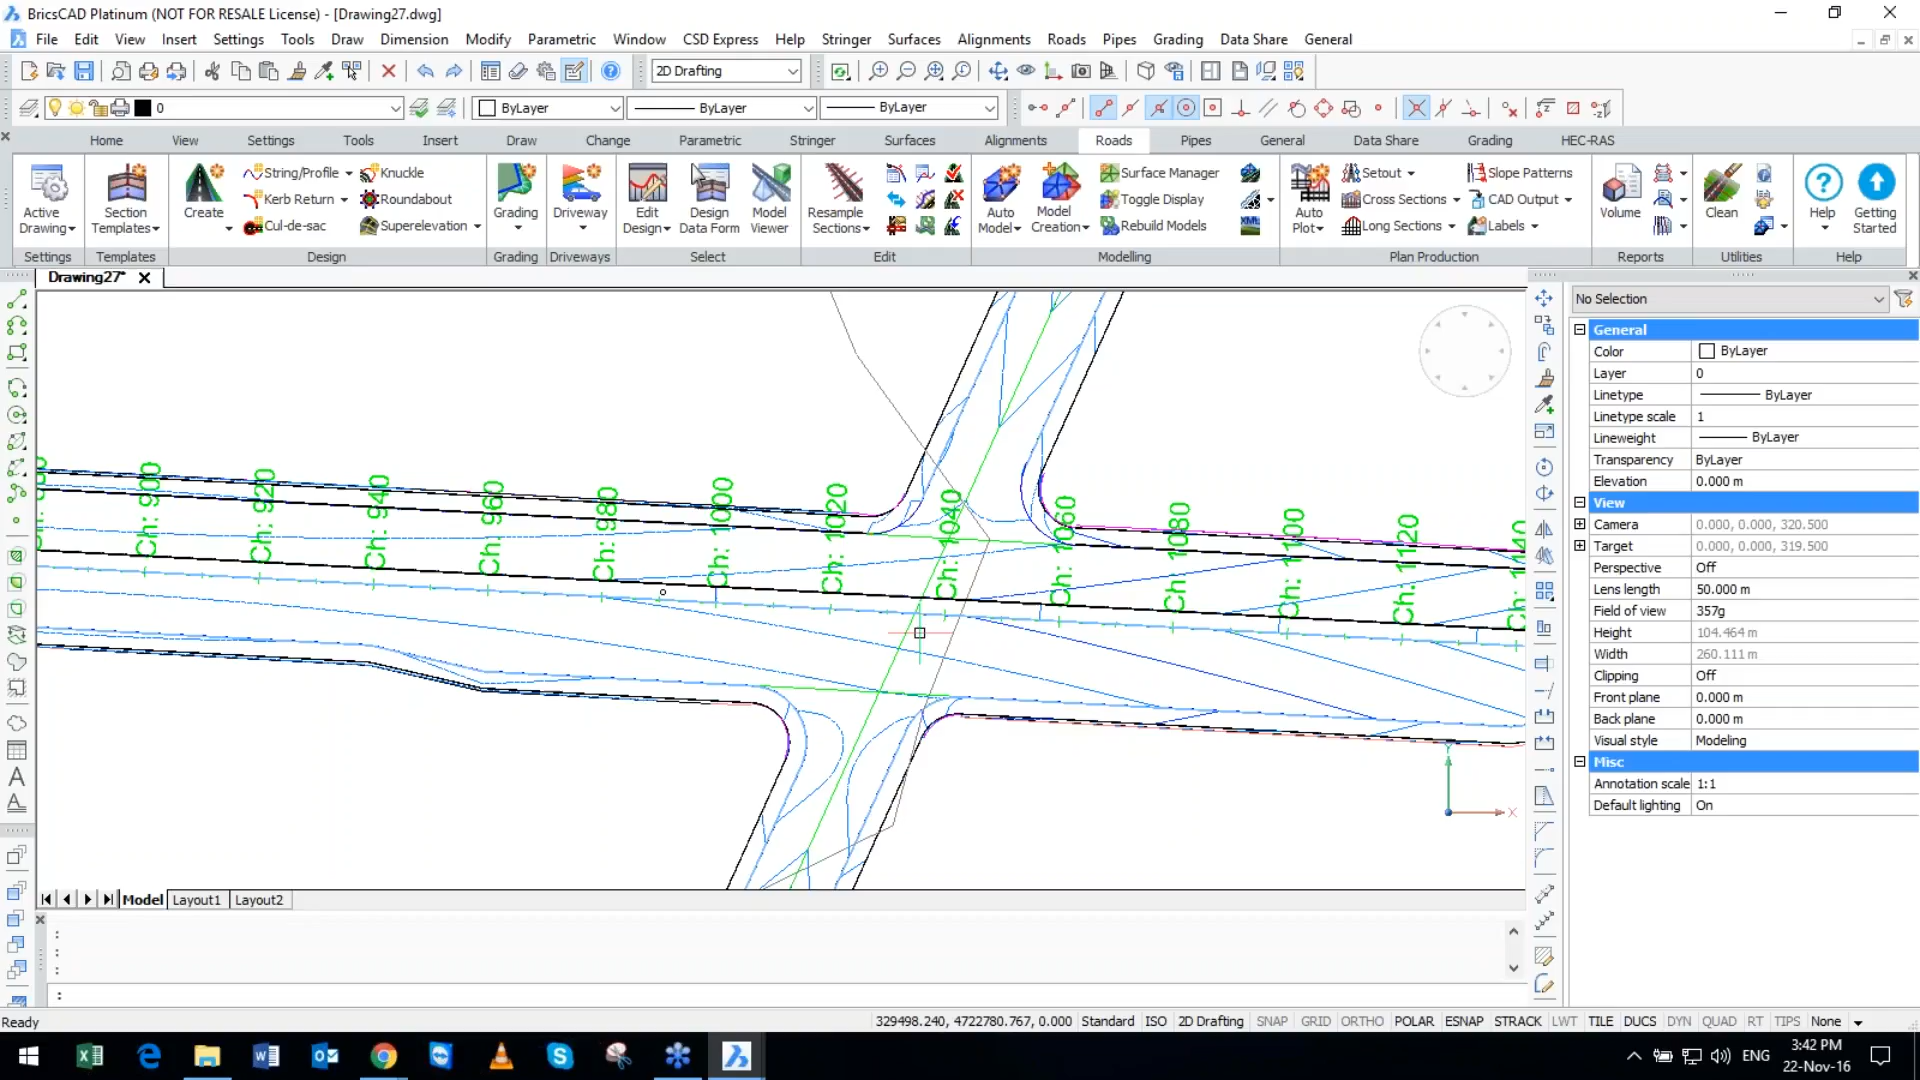 BricsCAD Platinum (NOT FOR RESALE License) - [Drawing27.dwg]
File Edit View Insert Settings Tools Draw Dimension Modify Parametric Window CSD Express Help Stringer Surfaces Alignments Roads Pipes Grading Data Share General
2D Drafting
0 ByLayer ByLayer ByLayer
Home View Settings Tools Insert Draw Change Parametric Stringer Surfaces Alignments Roads Pipes General Data Share Grading HEC-RAS
Active Drawing
Section Templates
Create
String/Profile
Kerb Return
Cul-de-sac
Knuckle
Roundabout
Superelevation
Grading
Driveway
Edit Design
Design Data Form
Model Viewer
Resample Sections
Auto Model
Model Creation
Surface Manager
Toggle Display
Rebuild Models
XML
Auto Plot
Setout
Cross Sections
Long Sections
Slope Patterns
CAD Output
Labels
Volume
Clean
Help
Getting Started
Settings Templates Design Grading Driveways Select Edit Modelling Plan Production Reports Utilities Help
Drawing27*
Ch: 900
Ch: 920
Ch: 940
Ch: 960
Ch: 980
Ch: 1000
Ch: 1020
Ch: 1040
Ch: 1060
Ch: 1080
Ch: 1100
Ch: 1120
Y
X
No Selection
General
Color ByLayer
Layer 0
Linetype ByLayer
Linetype scale 1
Lineweight ByLayer
Transparency ByLayer
Elevation 0.000 m
View
Camera 0.000, 0.000, 320.500
Target 0.000, 0.000, 319.500
Perspective Off
Lens length 50.000 m
Field of view 357g
Height 104.464 m
Width 260.111 m
Clipping Off
Front plane 0.000 m
Back plane 0.000 m
Visual style Modeling
Misc
Annotation scale 1:1
Default lighting On
Model Layout1 Layout2
:
:
:
:
Ready 329498.240, 4722780.767, 0.000 Standard ISO 2D Drafting SNAP GRID ORTHO POLAR ESNAP STRACK LWT TILE DUCS DYN QUAD RT TIPS None
ENG
3:42 PM
22-Nov-16